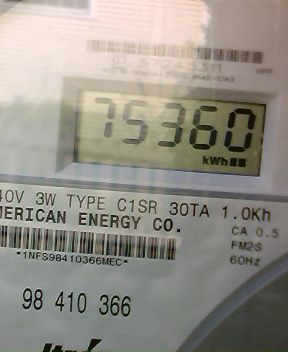 75360
kWh
40V 3W TYPE C1SR 30TA 1.0Kh
MERICAN ENERGY CO.
CA 0.5
FM2S
*1NFS98410366MEC*
60Hz
98 410 366